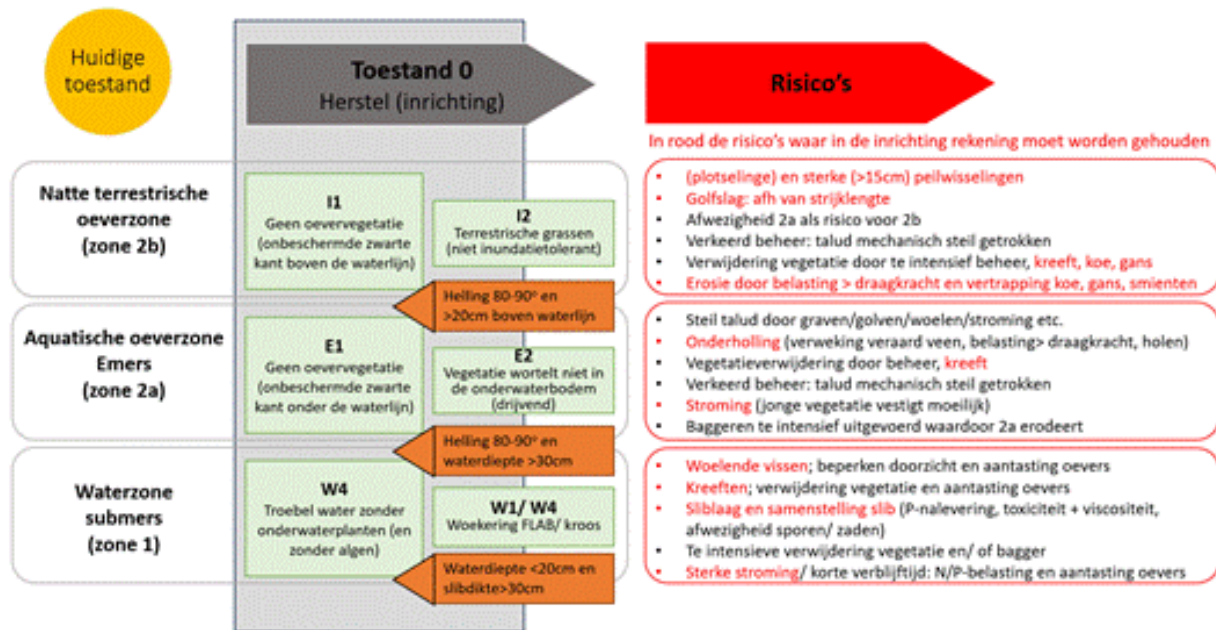 Huidige
toestand
Toestand 0
Herstel (inrichting)
Risico's
In rood de risico's waar in de inrichting rekening moet worden gehouden
Natte terrestrische
oeverzone
(zone 2b)
I1
Geen oevervegetatie
(onbeschermde zwarte
kant boven de waterlijn)
I2
Terrestrische grassen
(niet inundatietolerant)
Helling 80-90° en
>20cm boven waterlijn
• (plotselinge) en sterke (>15cm) peilwisselingen
• Golfslag: afh van strijklengte
• Afwezigheid 2a als risico voor 2b
• Verkeerd beheer: talud mechanisch steil getrokken
• Verwijdering vegetatie door te intensief beheer, kreeft, koe, gans
• Erosie door belasting > draagkracht en vertrapping koe, gans, smienten
Aquatische oeverzone
Emers
(zone 2a)
E1
Geen oevervegetatie
(onbeschermde zwarte
kant onder de waterlijn)
E2
Vegetatie wortelt niet in
de onderwaterbodem
(drijvend)
Helling 80-90° en
waterdiepte >30cm
• Steil talud door graven/golven/woelen/stroming etc.
• Onderholling (verweking veraard veen, belasting> draagkracht, holen)
• Vegetatieverwijdering door beheer, kreeft
• Verkeerd beheer: talud mechanisch steil getrokken
• Stroming (jonge vegetatie vestigt moeilijk)
• Baggeren te intensief uitgevoerd waardoor 2a erodeert
Waterzone
submers
(zone 1)
W4
Troebel water zonder
onderwaterplanten (en
zonder algen)
W1/ W4
Woekering FLAB/ kroos
Waterdiepte <20cm en
slibdikte>30cm
• Woelende vissen; beperken doorzicht en aantasting oevers
• Kreeften; verwijdering vegetatie en aantasting oevers
• Sliblaag en samenstelling slib (P-nalevering, toxiciteit + viscositeit,
afwezigheid sporen/ zaden)
• Te intensieve verwijdering vegetatie en/ of bagger
• Sterke stroming/ korte verblijftijd: N/P-belasting en aantasting oevers